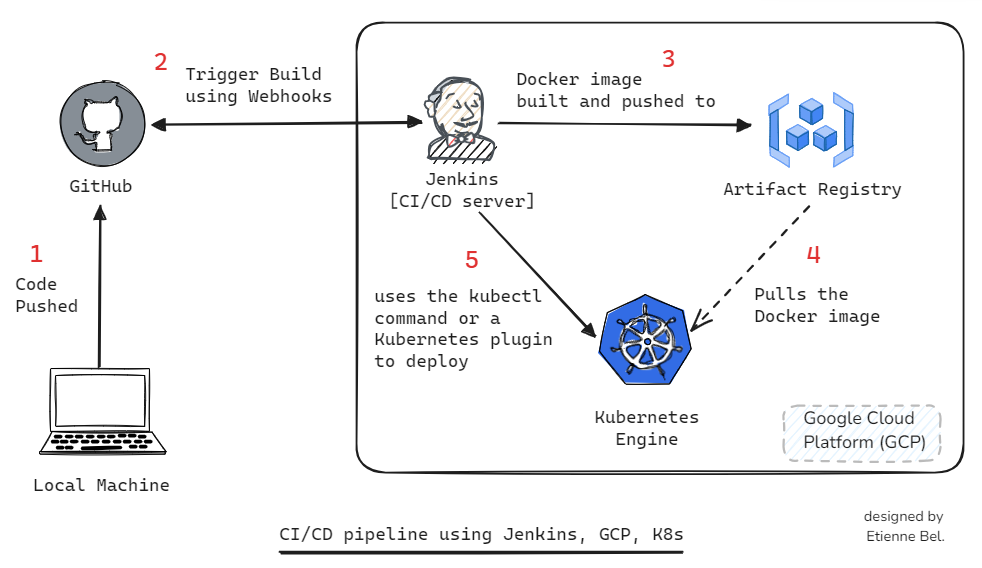 2
Trigger Build
using Webhooks
3
Docker image
built and pushed to
GitHub
Jenkins
[CI/CD server]
Artifact Registry
1
Code
Pushed
5
uses the kubectl
command or a
Kubernetes plugin
to deploy
4
Pulls the
Docker image
Kubernetes
Engine
Google Cloud
Platform (GCP)
Local Machine
CI/CD pipeline using Jenkins, GCP, K8s
designed by
Etienne Bel.